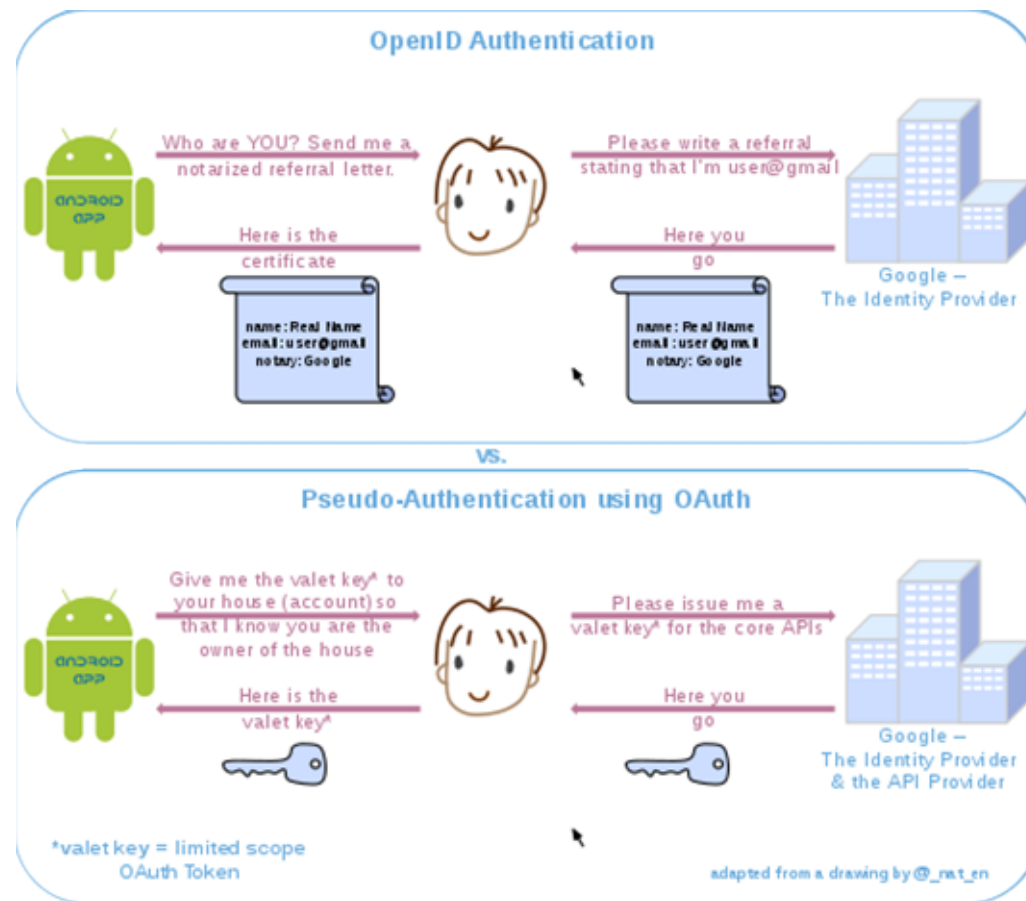 OpenID Authentication
Who are YOU? Send me a
notarized referral letter.
Please write a referral
stating that I'm user@gmail
ANDROID
APP
Here is the
certificate
Here you
go
Google –
The Identity Provider
name: Real Name
email: user@gmail
notary: Google
name: Real Name
email: user@gmail
notary: Google
vs.
Pseudo-Authentication using OAuth
Give me the valet key* to
your house (account) so
that I know you are the
owner of the house
Please issue me a
valet key* for the core APIs
ANDROID
APP
Here is the
valet key*
Here you
go
Google –
The Identity Provider
& the API Provider
*valet key = limited scope
OAuth Token
adapted from a drawing by @_nat_en